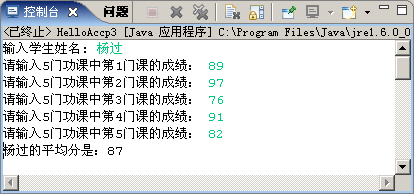 控制台 问题
<已终止> HelloAccp3 [Java 应用程序] C:\Program Files\Java\jre1.6.0_0
输入学生姓名： 杨过
请输入5门功课中第1门课的成绩： 89
请输入5门功课中第2门课的成绩： 97
请输入5门功课中第3门课的成绩： 76
请输入5门功课中第4门课的成绩： 91
请输入5门功课中第5门课的成绩： 82
杨过的平均分是：87